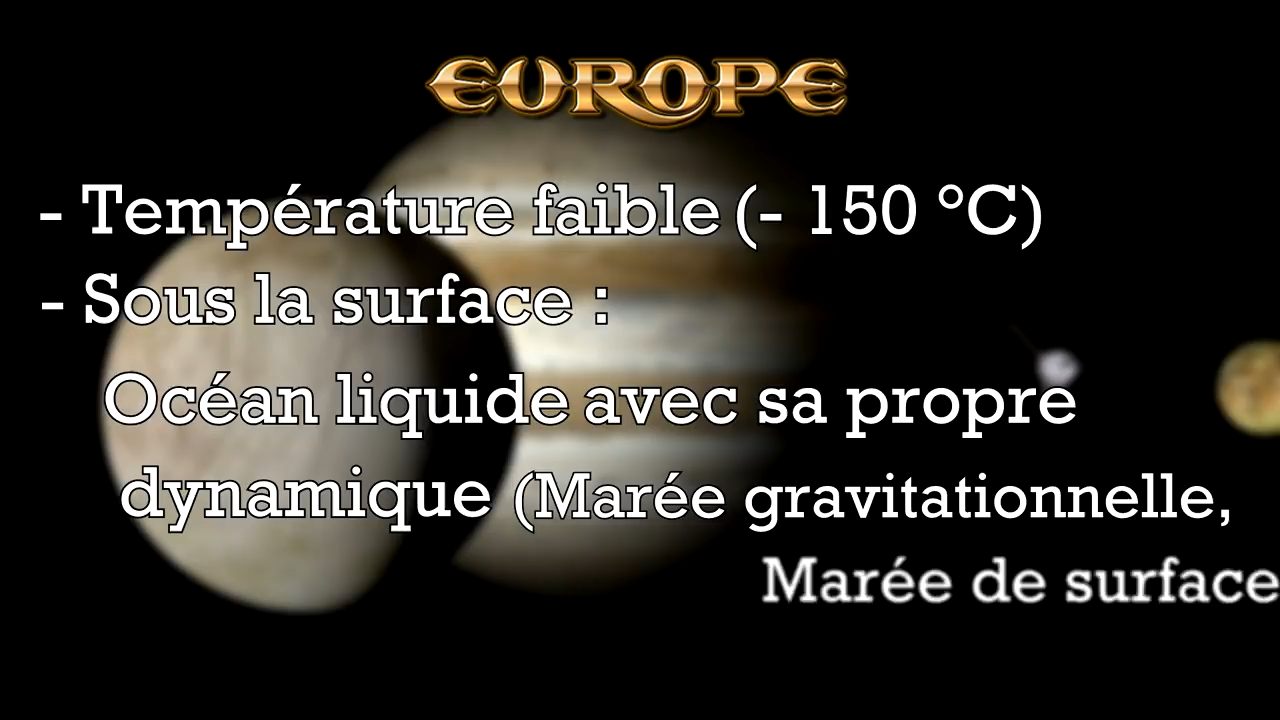 EUROPE
- Température faible (- 150 °C)
- Sous la surface :
Océan liquide avec sa propre
dynamique (Marée gravitationnelle,
Marée de surface